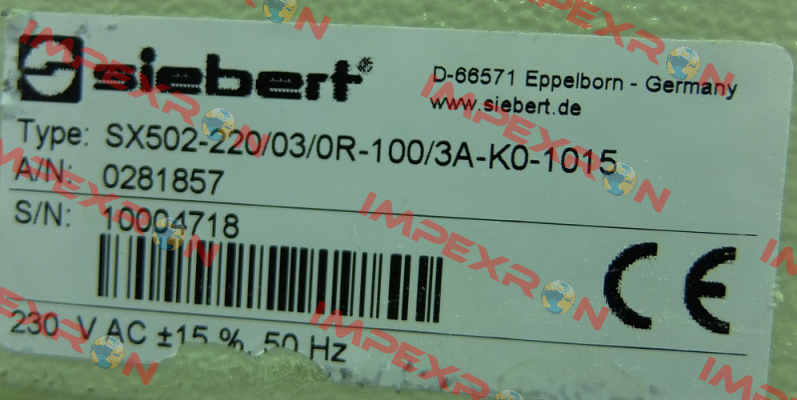 siebert®
D-66571 Eppelborn - Germany
www.siebert.de
Type: SX502-220/03/0R-100/3A-K0-1015
A/N: 0281857
S/N: 10004718
CE
230 V AC ±15 %, 50 Hz
IMPEXRON